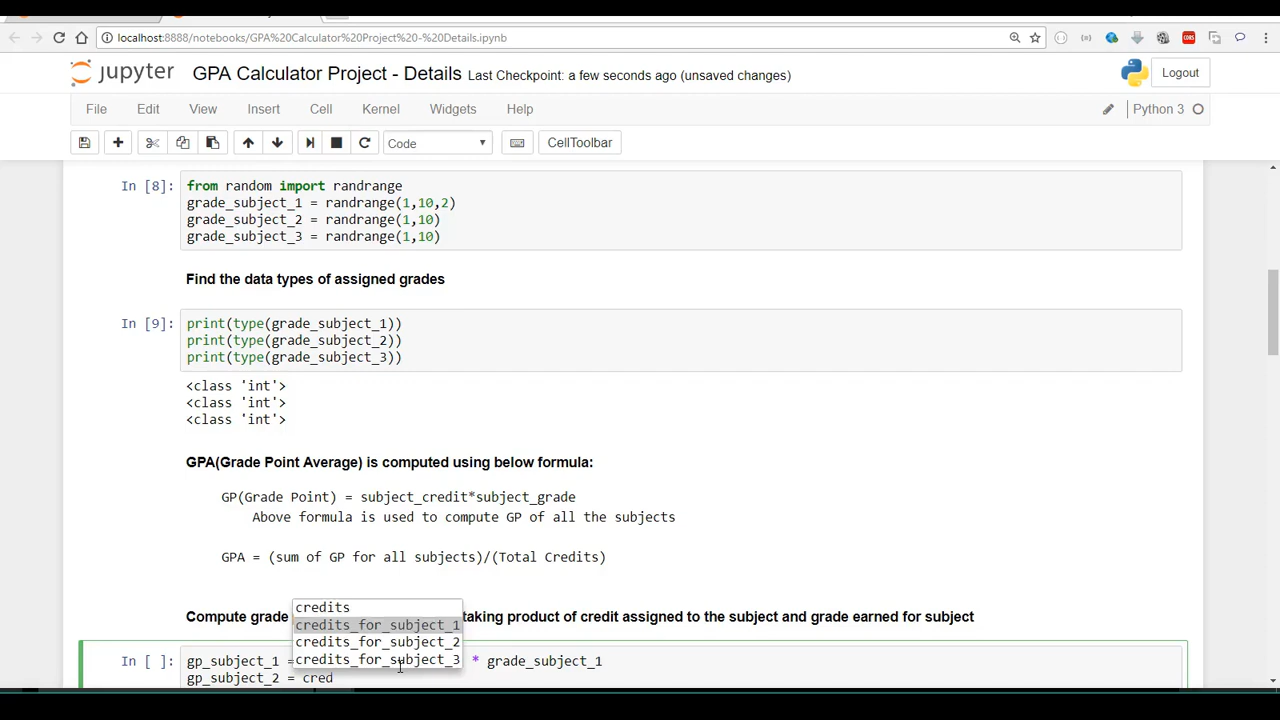 localhost:8888/notebooks/GPA%20Calculator%20Project%20-%20Details.ipynb
CORS
jupyter GPA Calculator Project - Details Last Checkpoint: a few seconds ago (unsaved changes) Logout
File Edit View Insert Cell Kernel Widgets Help Python 3
Code CellToolbar
In [8]: from random import randrange
grade_subject_1 = randrange(1,10,2)
grade_subject_2 = randrange(1,10)
grade_subject_3 = randrange(1,10)
Find the data types of assigned grades
In [9]: print(type(grade_subject_1))
print(type(grade_subject_2))
print(type(grade_subject_3))
<class 'int'>
<class 'int'>
<class 'int'>
GPA(Grade Point Average) is computed using below formula:
GP(Grade Point) = subject_credit*subject_grade
Above formula is used to compute GP of all the subjects
GPA = (sum of GP for all subjects)/(Total Credits)
credits
Compute grade taking product of credit assigned to the subject and grade earned for subject
credits_for_subject_1
credits_for_subject_2
credits_for_subject_3
In [ ]: gp_subject_1 = * grade_subject_1
gp_subject_2 = cred